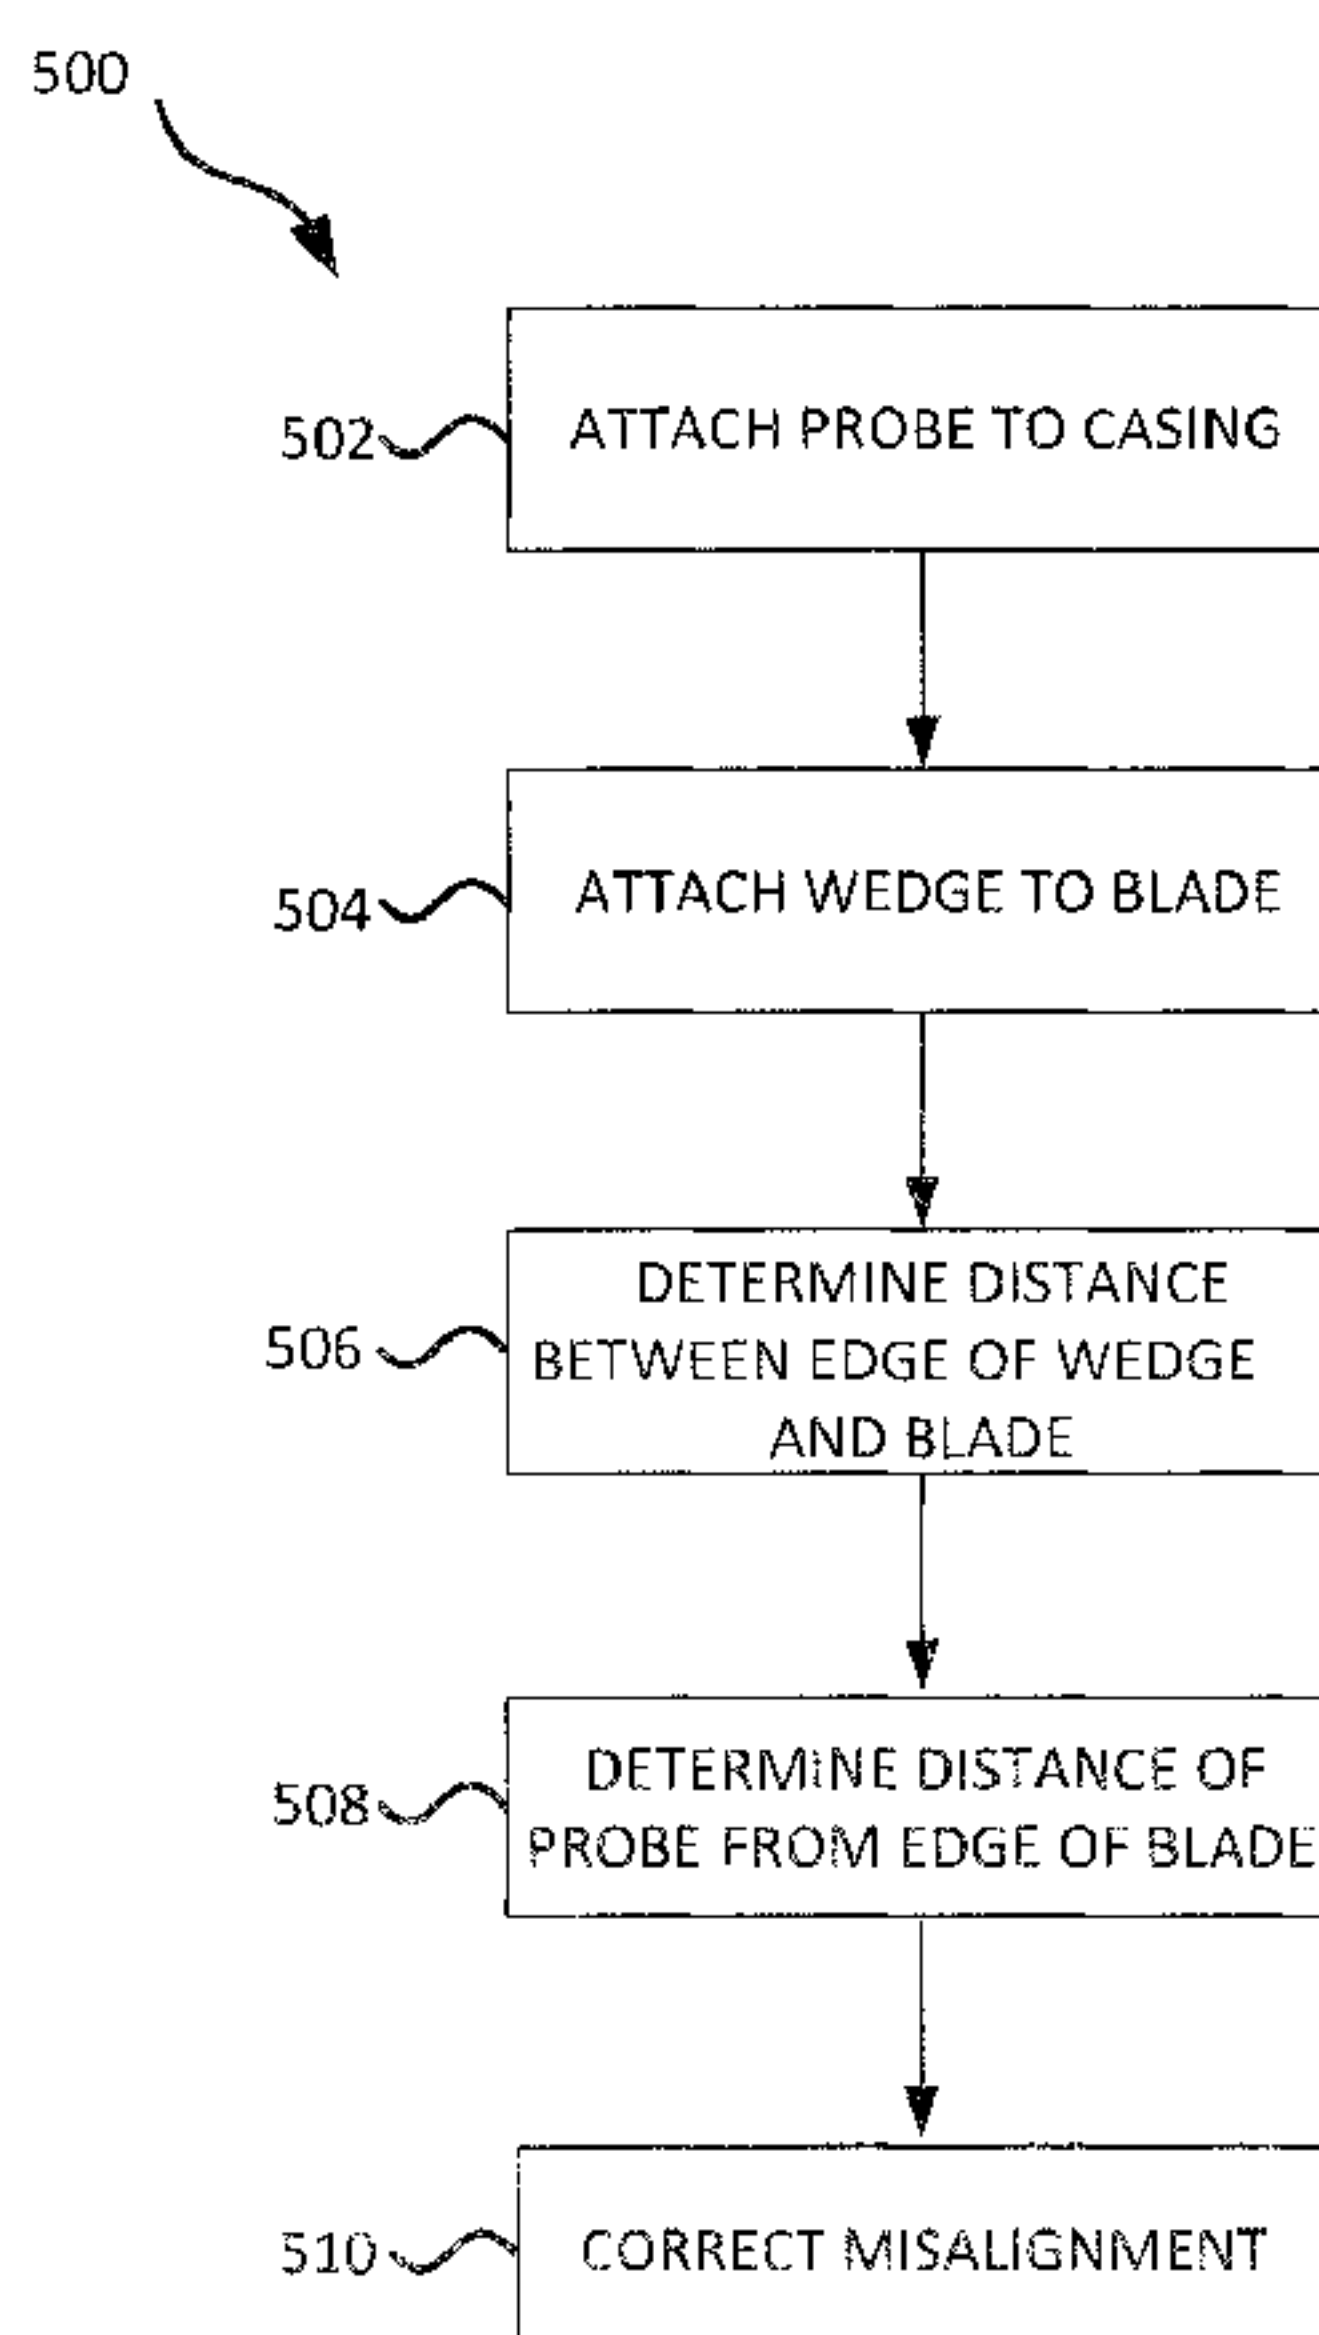 500
502
ATTACH PROBE TO CASING
504
ATTACH WEDGE TO BLADE
506
DETERMINE DISTANCE
BETWEEN EDGE OF WEDGE
AND BLADE
508
DETERMINE DISTANCE OF
PROBE FROM EDGE OF BLADE
510
CORRECT MISALIGNMENT